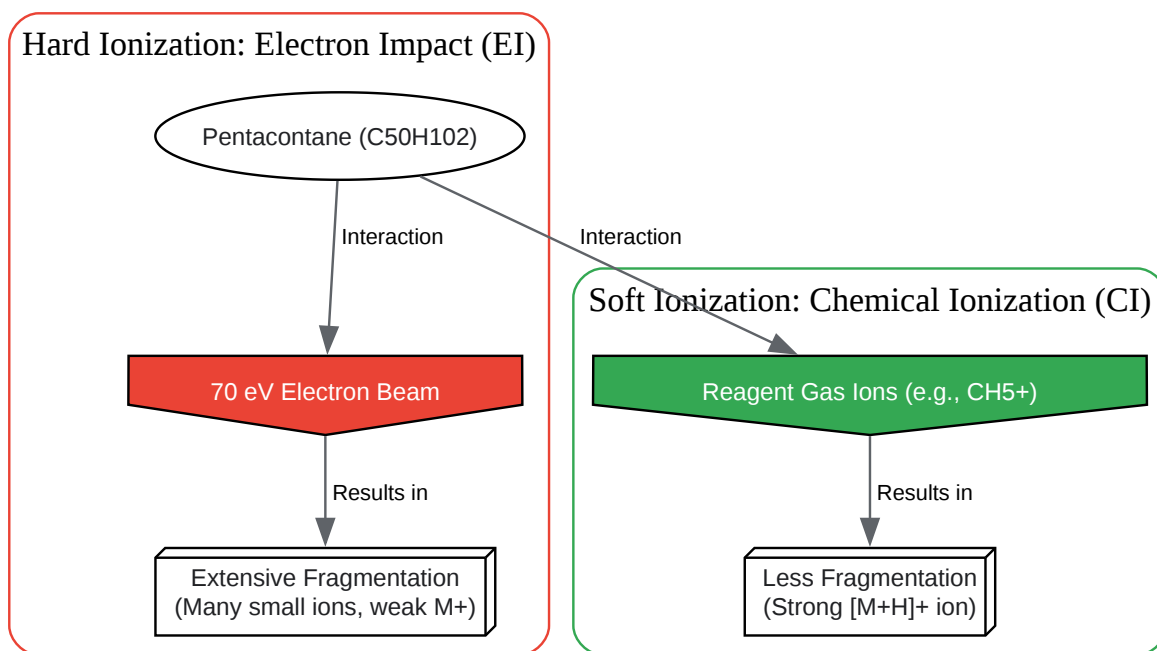 Hard Ionization: Electron Impact (EI)
Pentacontane (C50H102)
Interaction
Interaction
Soft Ionization: Chemical Ionization (CI)
70 eV Electron Beam
Reagent Gas Ions (e.g., CH5+)
Results in
Results in
Extensive Fragmentation
(Many small ions, weak M+)
Less Fragmentation
(Strong [M+H]+ ion)